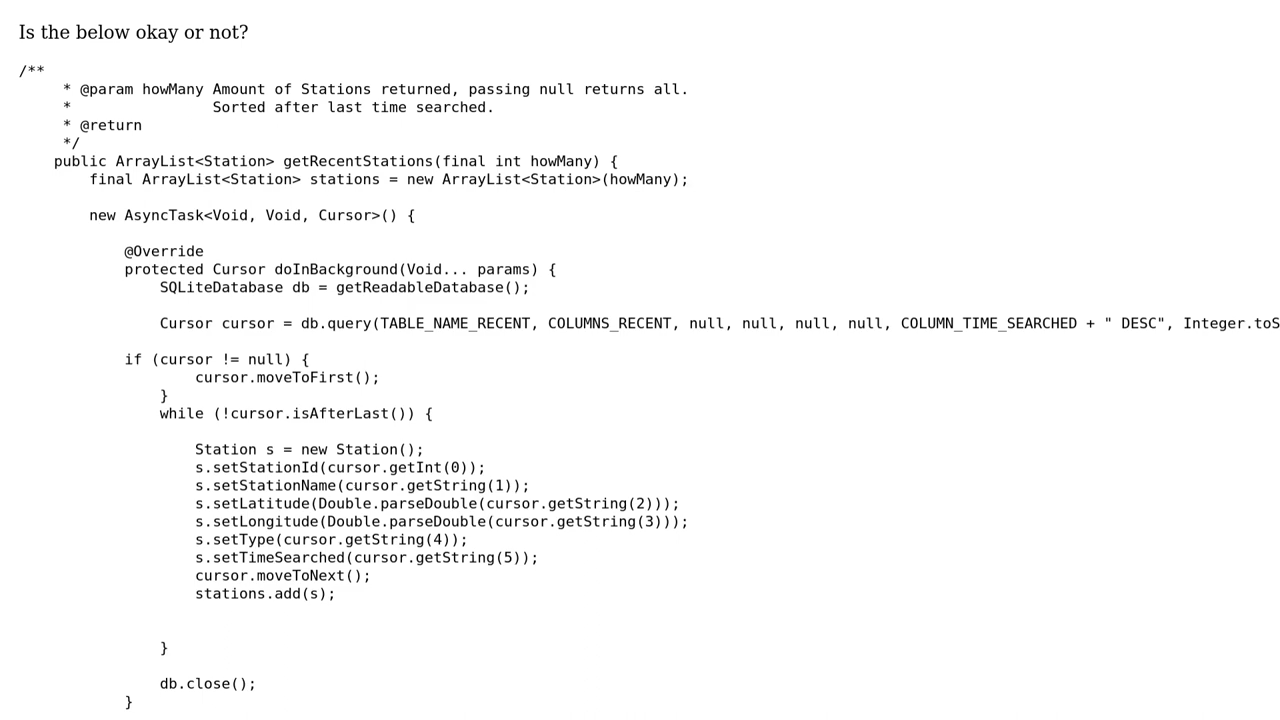 Is the below okay or not?
/**
     * @param howMany Amount of Stations returned, passing null returns all.
     *                Sorted after last time searched.
     * @return
     */
    public ArrayList<Station> getRecentStations(final int howMany) {
        final ArrayList<Station> stations = new ArrayList<Station>(howMany);
        new AsyncTask<Void, Void, Cursor>() {
            @Override
            protected Cursor doInBackground(Void... params) {
                SQLiteDatabase db = getReadableDatabase();
                Cursor cursor = db.query(TABLE_NAME_RECENT, COLUMNS_RECENT, null, null, null, null, COLUMN_TIME_SEARCHED + " DESC", Integer.toS
            if (cursor != null) {
                    cursor.moveToFirst();
                }
                while (!cursor.isAfterLast()) {
                    Station s = new Station();
                    s.setStationId(cursor.getInt(0));
                    s.setStationName(cursor.getString(1));
                    s.setLatitude(Double.parseDouble(cursor.getString(2)));
                    s.setLongitude(Double.parseDouble(cursor.getString(3)));
                    s.setType(cursor.getString(4));
                    s.setTimeSearched(cursor.getString(5));
                    cursor.moveToNext();
                    stations.add(s);
                }
                db.close();
            }